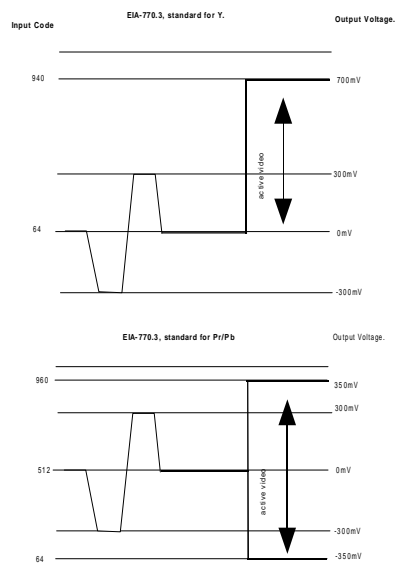 EIA-770.3, standard for Y.
Input Code
Output Voltage.
940
700mV
active video
300mV
64
0mV
-300mV
EIA-770.3, standard for Pr/Pb
Output Voltage.
960
350mV
300mV
512
0mV
active video
-300mV
64
-350mV